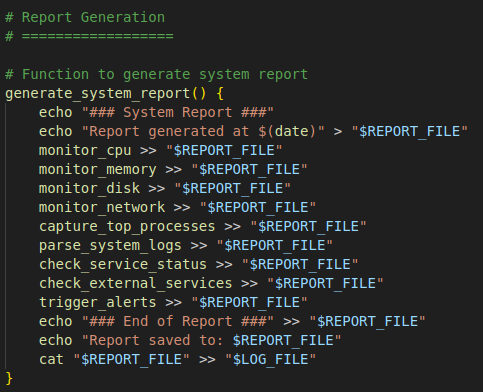 # Report Generation
# ===================
# Function to generate system report
generate_system_report() {
    echo "### System Report ###"
    echo "Report generated at $(date)" > "$REPORT_FILE"
    monitor_cpu >> "$REPORT_FILE"
    monitor_memory >> "$REPORT_FILE"
    monitor_disk >> "$REPORT_FILE"
    monitor_network >> "$REPORT_FILE"
    capture_top_processes >> "$REPORT_FILE"
    parse_system_logs >> "$REPORT_FILE"
    check_service_status >> "$REPORT_FILE"
    check_external_services >> "$REPORT_FILE"
    trigger_alerts >> "$REPORT_FILE"
    echo "### End of Report ###" >> "$REPORT_FILE"
    echo "Report saved to: $REPORT_FILE"
    cat "$REPORT_FILE" >> "$LOG_FILE"
}